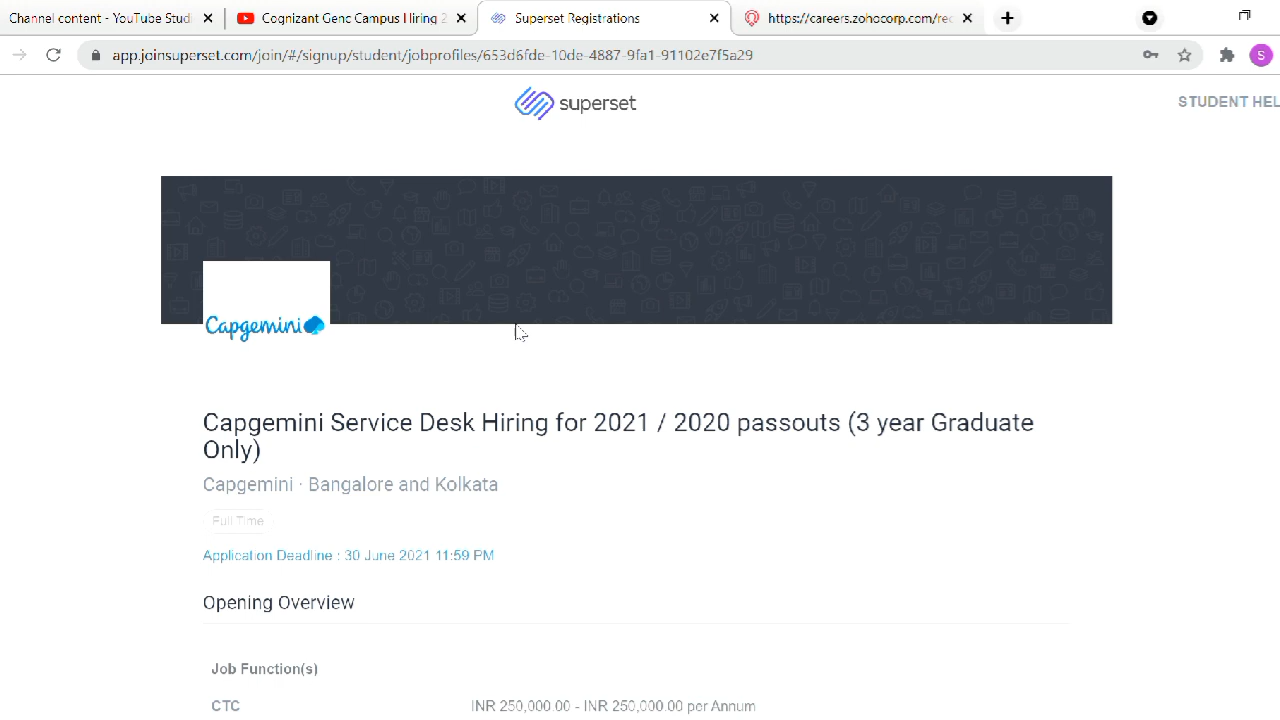 Channel content - YouTube Studi
Cognizant Genc Campus Hiring 2
Superset Registrations
https://careers.zohocorp.com/rec
app.joinsuperset.com/join/#/signup/student/jobprofiles/653d6fde-10de-4887-9fa1-91102e7f5a29
S
superset
STUDENT HEL
Capgemini
Capgemini Service Desk Hiring for 2021 / 2020 passouts (3 year Graduate
Only)
Capgemini · Bangalore and Kolkata
Full Time
Application Deadline : 30 June 2021 11:59 PM
Opening Overview
Job Function(s)
CTC INR 250,000.00 - INR 250,000.00 per Annum